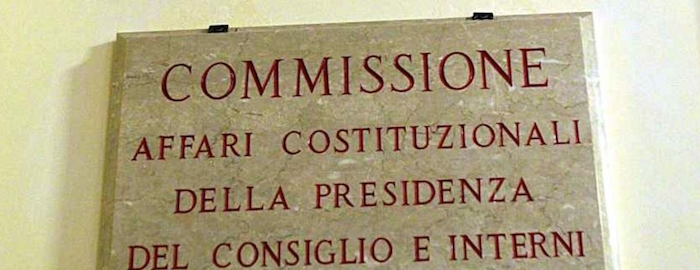 COMMISSIONE
AFFARI COSTITUZIONALI
DELLA PRESIDENZA
DEL CONSIGLIO E INTERNI